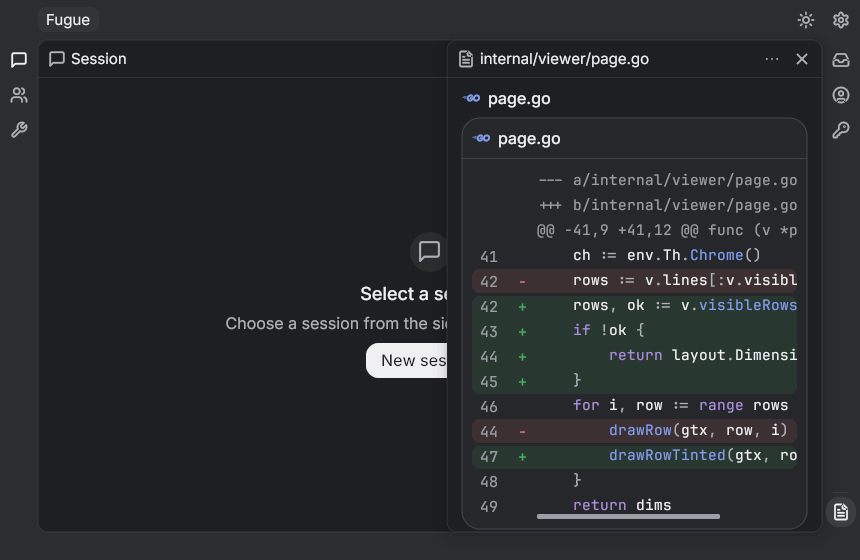 Fugue
Session
internal/viewer/page.go
page.go
page.go
--- a/internal/viewer/page.go
+++ b/internal/viewer/page.go
@@ -41,9 +41,12 @@ func (v *p
41 ch := env.Th.Chrome()
42 - rows := v.lines[:v.visibl
42 + rows, ok := v.visibleRows
43 + if !ok {
44 + return layout.Dimensi
45 + }
46 for i, row := range rows
44 - drawRow(gtx, row, i)
47 + drawRowTinted(gtx, ro
48 }
49 return dims
Select a se
Choose a session from the si
New ses